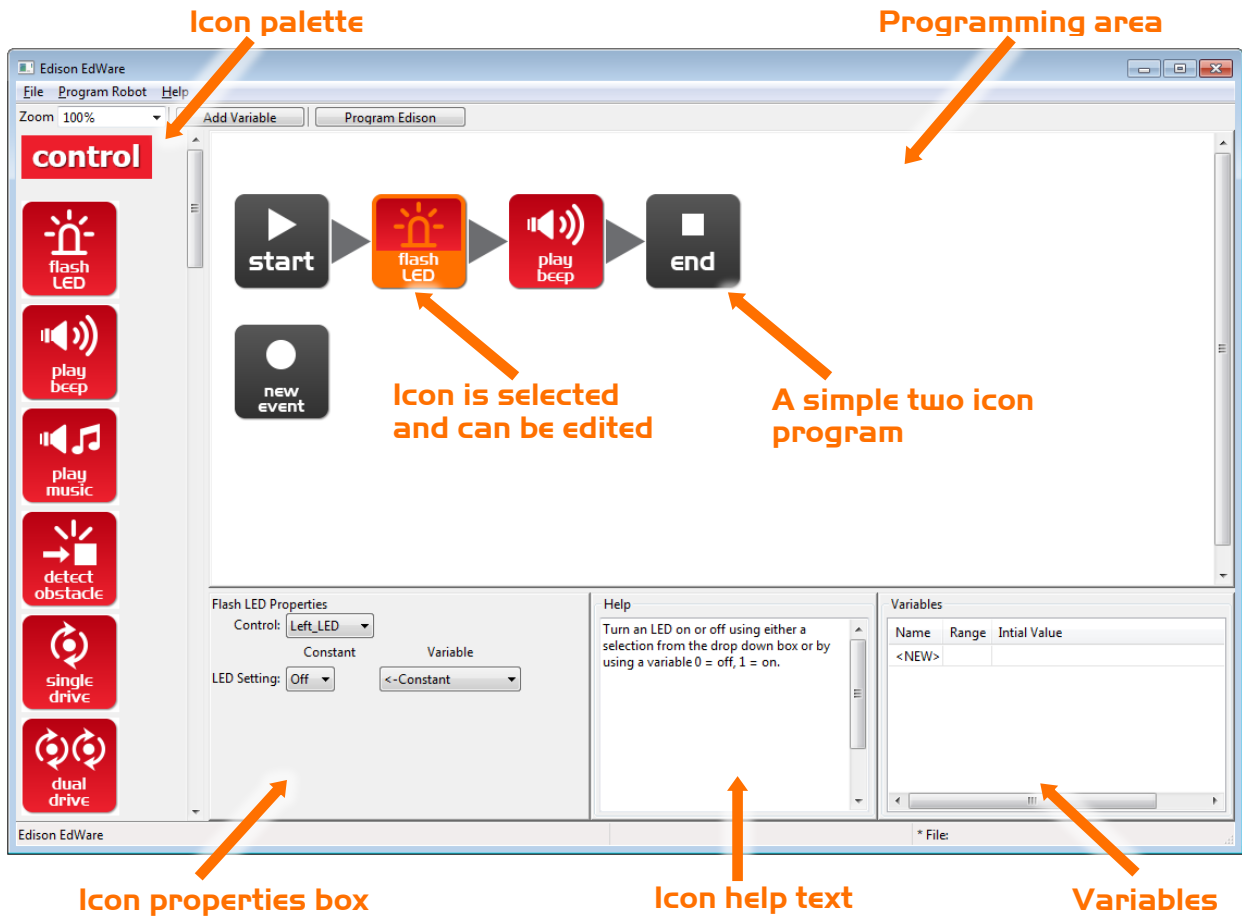 Icon palette
Programming area
Edison EdWare
File Program Robot Help
Zoom 100% Add Variable Program Edison
control
flash
LED
play
beep
play
music
detect
obstacle
single
drive
dual
drive
start
flash
LED
play
beep
end
new
event
Icon is selected
and can be edited
A simple two icon
program
Flash LED Properties
Control: Left_LED
Constant Variable
LED Setting: Off <-Constant
Help
Turn an LED on or off using either a
selection from the drop down box or by
using a variable 0 = off, 1 = on.
Variables
Name Range Intial Value
<NEW>
Edison EdWare * File:
Icon properties box
Icon help text
Variables